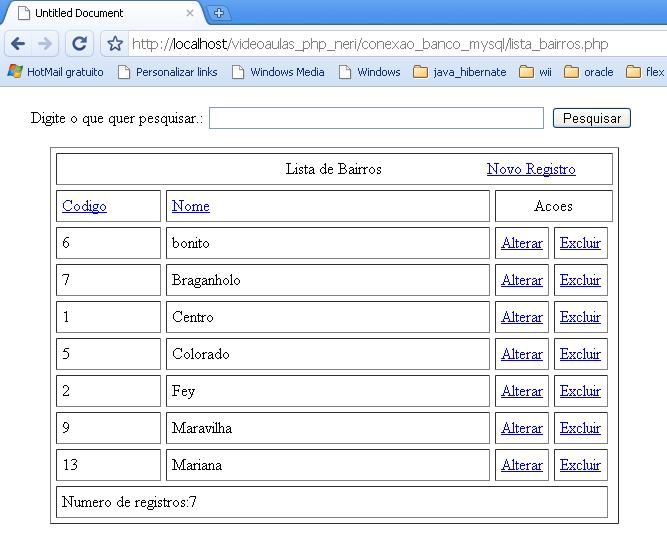 Untitled Document
http://localhost/videoaulas_php_neri/conexao_banco_mysql/lista_bairros.php
HotMail gratuito Personalizar links Windows Media Windows java_hibernate wii oracle flex
Digite o que quer pesquisar.: Pesquisar
Lista de Bairros Novo Registro
Codigo Nome Acoes
6 bonito Alterar Excluir
7 Braganholo Alterar Excluir
1 Centro Alterar Excluir
5 Colorado Alterar Excluir
2 Fey Alterar Excluir
9 Maravilha Alterar Excluir
13 Mariana Alterar Excluir
Numero de registros:7